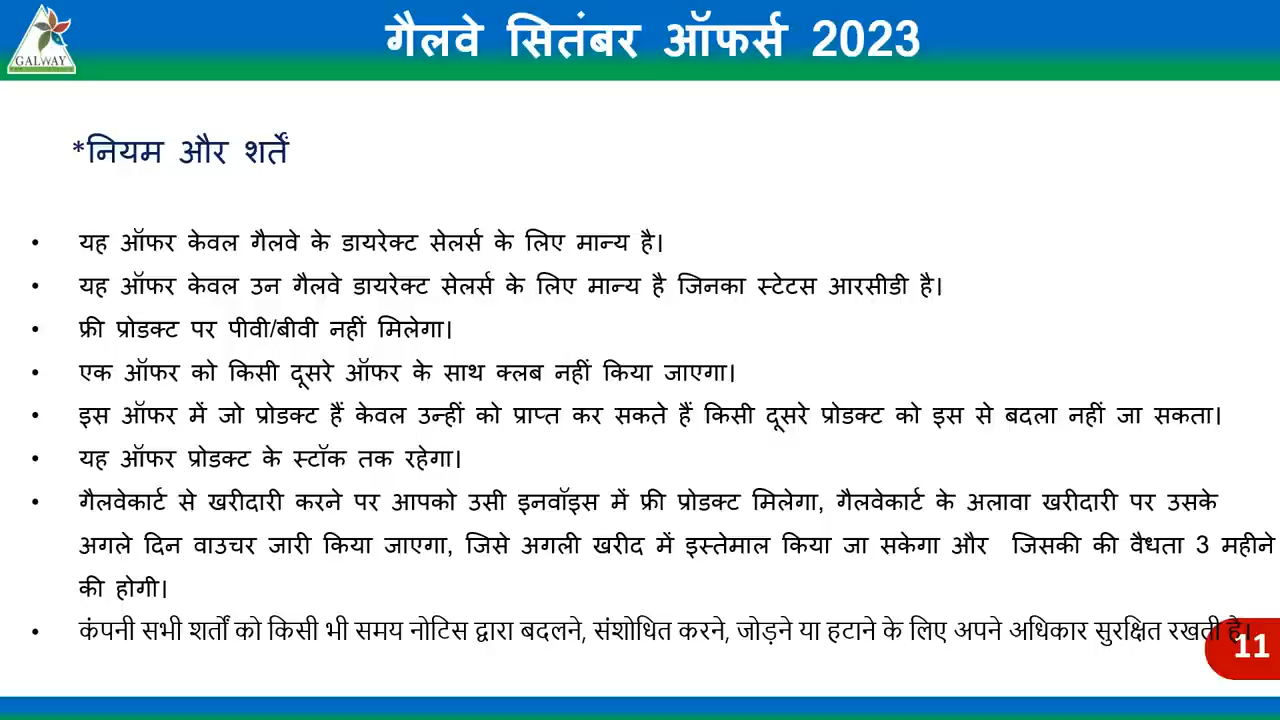 GALWAY
गैलवे सितंबर ऑफर्स 2023
*नियम और शर्तें
• यह ऑफर केवल गैलवे के डायरेक्ट सेलर्स के लिए मान्य है।
• यह ऑफर केवल उन गैलवे डायरेक्ट सेलर्स के लिए मान्य है जिनका स्टेटस आरसीडी है।
• फ्री प्रोडक्ट पर पीवी/बीवी नहीं मिलेगा।
• एक ऑफर को किसी दूसरे ऑफर के साथ क्लब नहीं किया जाएगा।
• इस ऑफर में जो प्रोडक्ट हैं केवल उन्हीं को प्राप्त कर सकते हैं किसी दूसरे प्रोडक्ट को इस से बदला नहीं जा सकता।
• यह ऑफर प्रोडक्ट के स्टॉक तक रहेगा।
• गैलवेकार्ट से खरीदारी करने पर आपको उसी इनवॉइस में फ्री प्रोडक्ट मिलेगा, गैलवेकार्ट के अलावा खरीदारी पर उसके
अगले दिन वाउचर जारी किया जाएगा, जिसे अगली खरीद में इस्तेमाल किया जा सकेगा और जिसकी की वैधता 3 महीने
की होगी।
• कंपनी सभी शर्तों को किसी भी समय नोटिस द्वारा बदलने, संशोधित करने, जोड़ने या हटाने के लिए अपने अधिकार सुरक्षित रखती है।
11